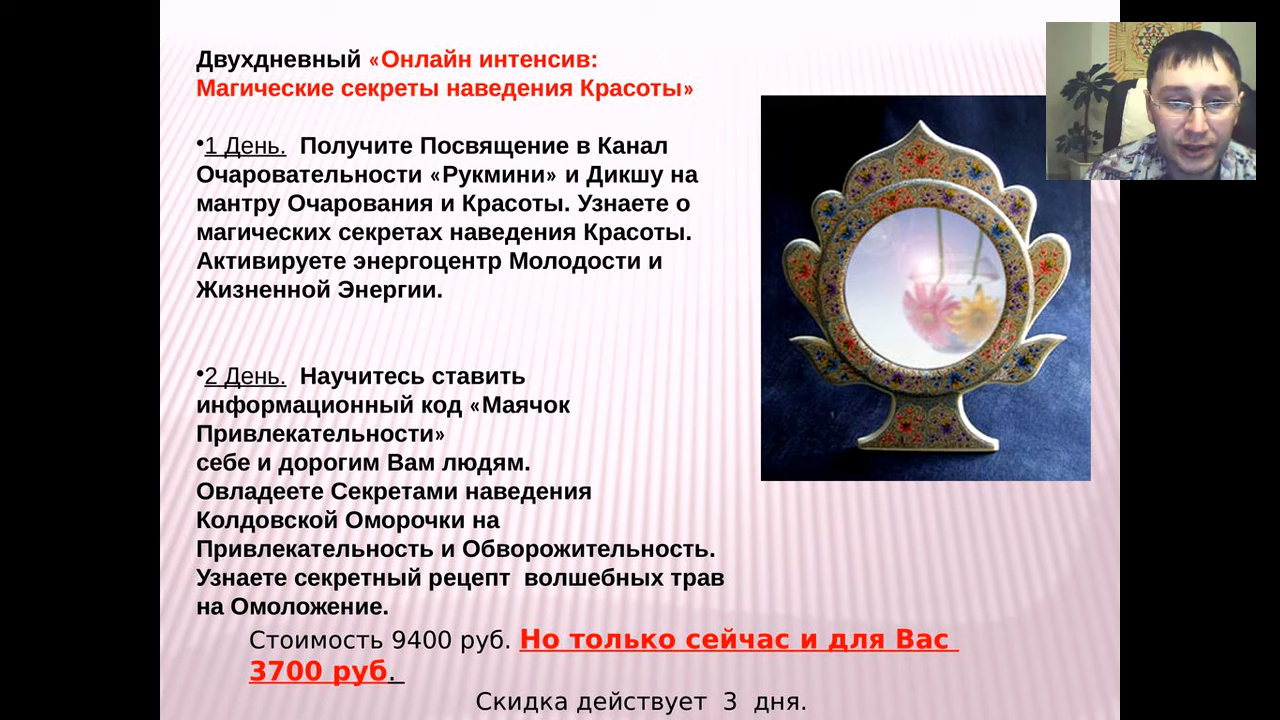 Двухдневный «Онлайн интенсив:
Магические секреты наведения Красоты»
•1 День.  Получите Посвящение в Канал
Очаровательности «Рукмини» и Дикшу на
мантру Очарования и Красоты. Узнаете о
магических секретах наведения Красоты.
Активируете энергоцентр Молодости и
Жизненной Энергии.
•2 День.  Научитесь ставить
информационный код «Маячок
Привлекательности»
себе и дорогим Вам людям.
Овладеете Секретами наведения
Колдовской Оморочки на
Привлекательность и Обворожительность.
Узнаете секретный рецепт  волшебных трав
на Омоложение.
Стоимость 9400 руб. Но только сейчас и для Вас
3700 руб.
Скидка действует  3  дня.